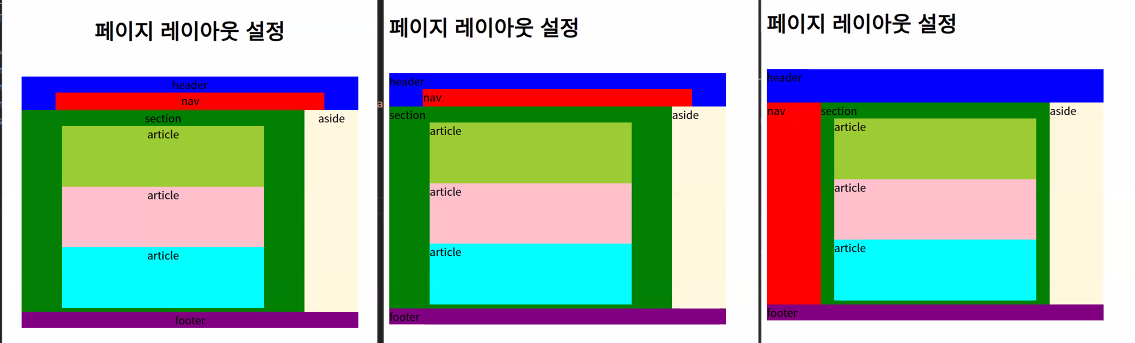 페이지 레이아웃 설정
header
nav
section
aside
article
article
article
footer
페이지 레이아웃 설정
header
nav
section
aside
article
article
article
footer
페이지 레이아웃 설정
header
nav
section
aside
article
article
article
footer